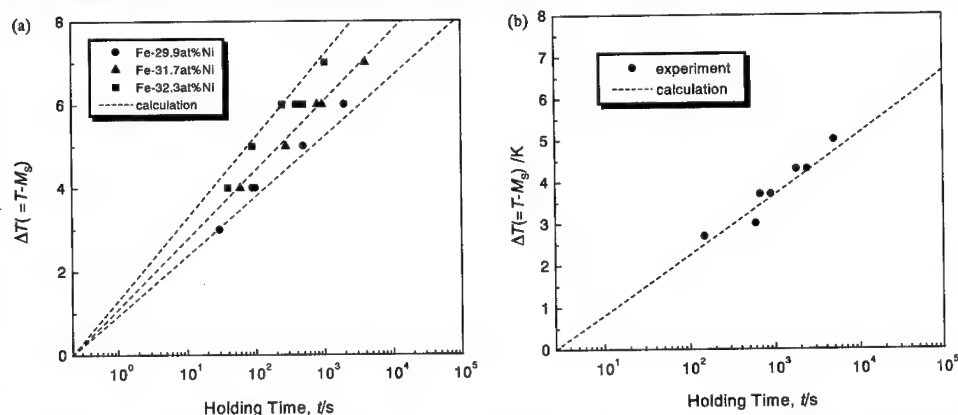 (a)
8
6
4
2
0
ΔT(=T-Ms)
Fe-29.9at%Ni
Fe-31.7at%Ni
Fe-32.3at%Ni
calculation
10⁰ 10¹ 10² 10³ 10⁴ 10⁵
Holding Time, t/s
(b)
8
7
6
5
4
3
2
1
0
ΔT(=T-Ms) /K
experiment
calculation
10¹ 10² 10³ 10⁴ 10⁵
Holding Time, t/s